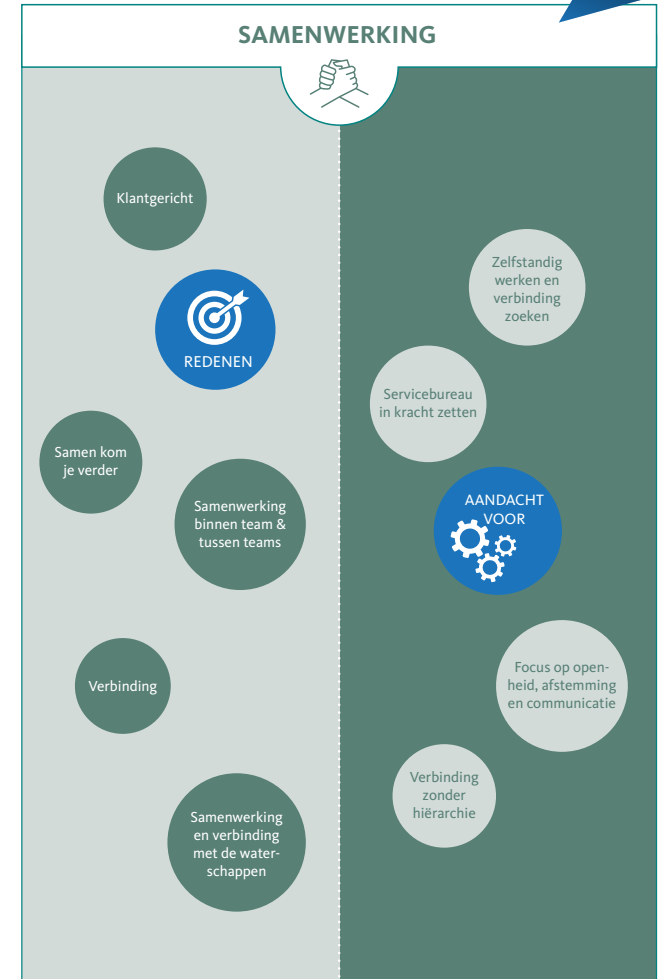 SAMENWERKING
Klantgericht
REDENEN
Samen kom
je verder
Samenwerking
binnen team &
tussen teams
Verbinding
Samenwerking
en verbinding
met de water-
schappen
Zelfstandig
werken en
verbinding
zoeken
Servicebureau
in kracht zetten
AANDACHT
VOOR
Focus op open-
heid, afstemming
en communicatie
Verbinding
zonder
hiërarchie